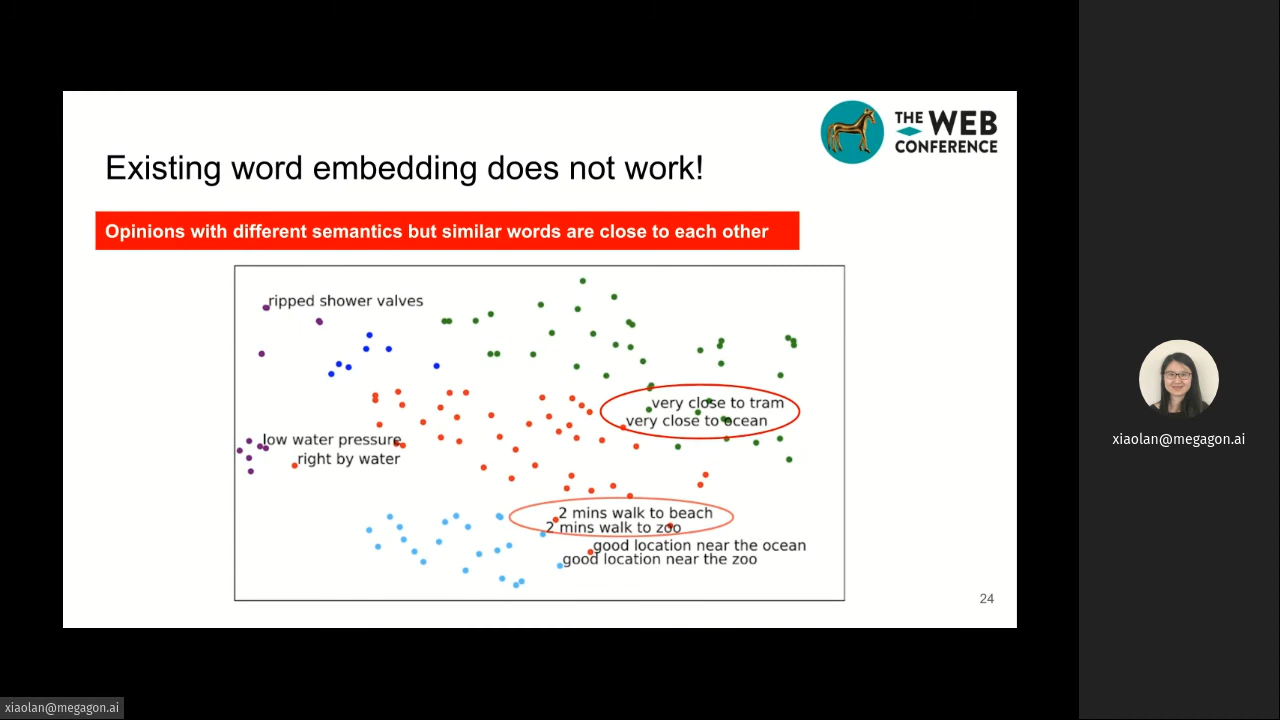 THE WEB
CONFERENCE
Existing word embedding does not work!
Opinions with different semantics but similar words are close to each other
ripped shower valves
very close to tram
very close to ocean
low water pressure
right by water
2 mins walk to beach
2 mins walk to zoo
good location near the ocean
good location near the zoo
24
xiaolan@megagon.ai
xiaolan@megagon.ai